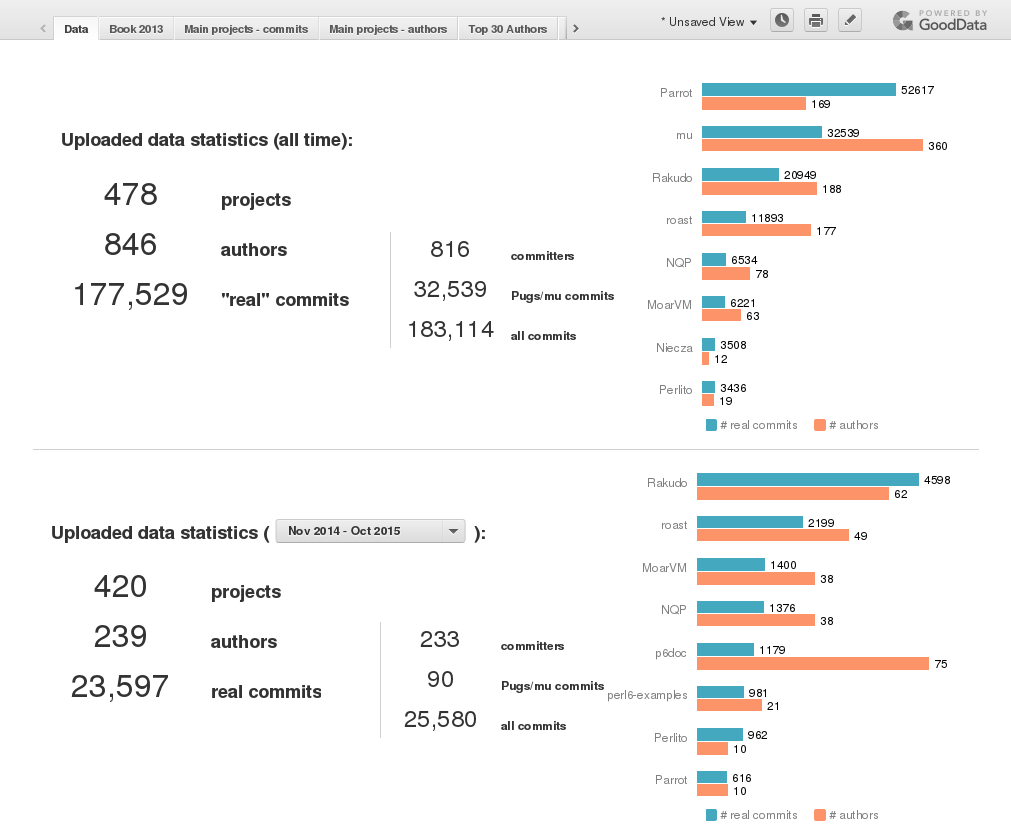 Data
Book 2013
Main projects - commits
Main projects - authors
Top 30 Authors
* Unsaved View
POWERED BY
GoodData
Uploaded data statistics (all time):
478 projects
846 authors
177,529 "real" commits
816 committers
32,539 Pugs/mu commits
183,114 all commits
Parrot 52617
169
mu 32539
360
Rakudo 20949
188
roast 11893
177
NQP 6534
78
MoarVM 6221
63
Niecza 3508
12
Perlito 3436
19
# real commits # authors
Uploaded data statistics ( Nov 2014 - Oct 2015 ):
420 projects
239 authors
23,597 real commits
233 committers
90 Pugs/mu commits
25,580 all commits
Rakudo 4598
62
roast 2199
49
MoarVM 1400
38
NQP 1376
38
p6doc 1179
75
perl6-examples 981
21
Perlito 962
10
Parrot 616
10
# real commits # authors